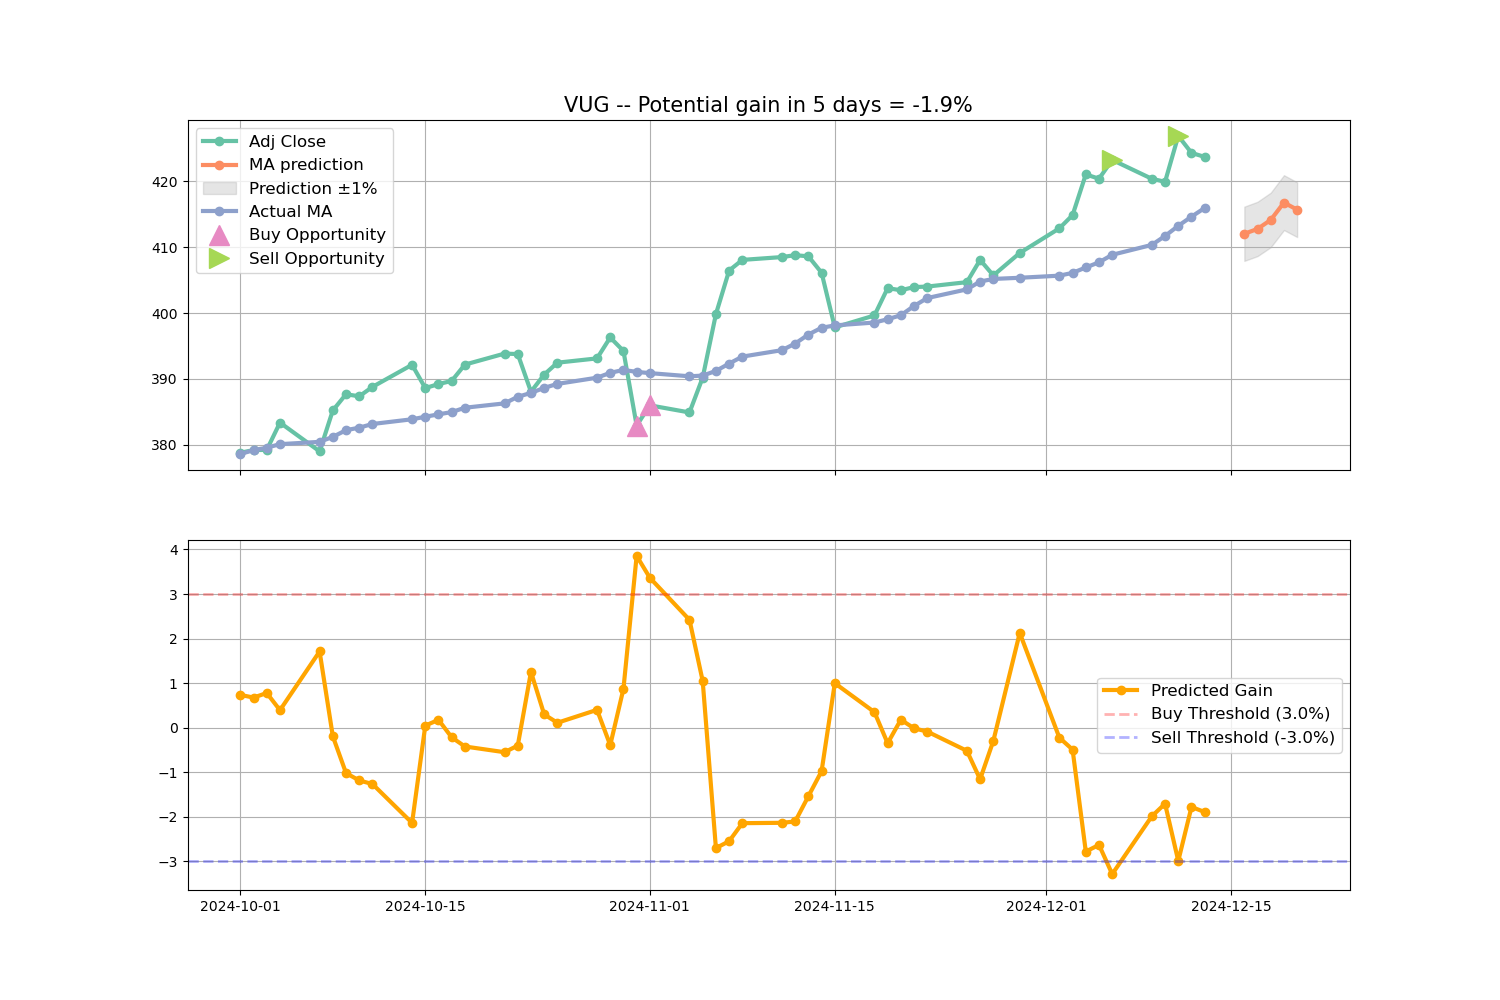 VUG -- Potential gain in 5 days = -1.9%
Adj Close
MA prediction
Prediction ±1%
Actual MA
Buy Opportunity
Sell Opportunity
420
410
400
390
380
4
3
2
1
0
−1
−2
−3
Predicted Gain
Buy Threshold (3.0%)
Sell Threshold (-3.0%)
2024-10-01
2024-10-15
2024-11-01
2024-11-15
2024-12-01
2024-12-15